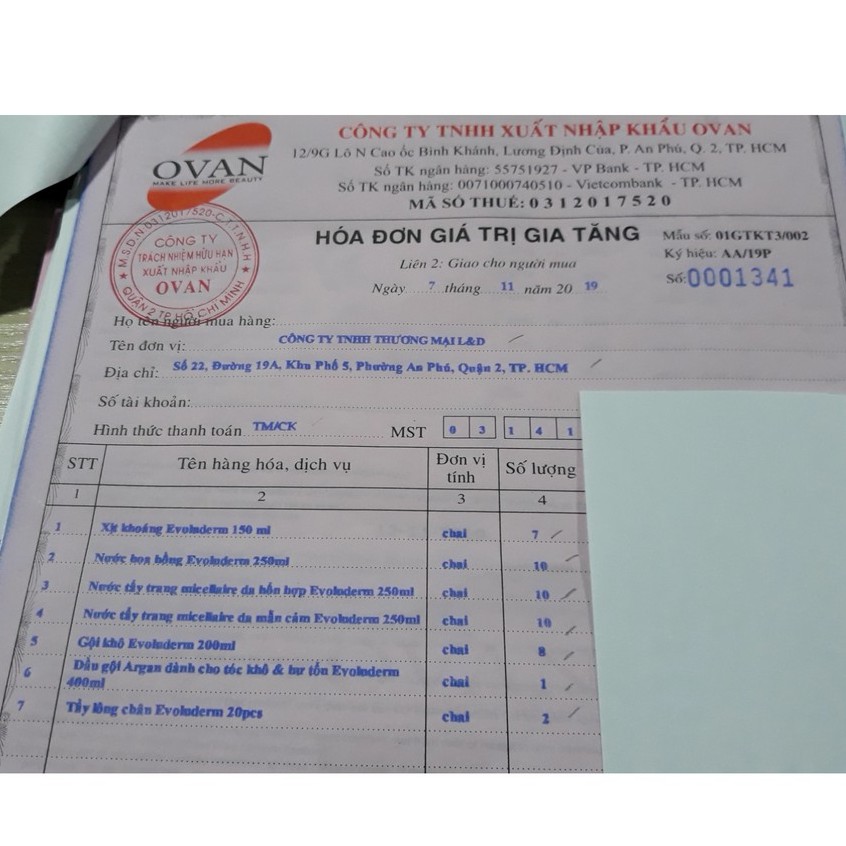 CÔNG TY TNHH XUẤT NHẬP KHẨU OVAN
12/9G Lô N Cao ốc Bình Khánh, Lương Định Của, P. An Phú, Q. 2, TP. HCM
Số TK ngân hàng: 55751927 - VP Bank - TP. HCM
Số TK ngân hàng: 0071000740510 - Vietcombank - TP. HCM
MÃ SỐ THUẾ: 0312017520
OVAN
MAKE LIFE MORE BEAUTY
M.S.D.N 0312017520-C.T.T.N.H.H
CÔNG TY
TRÁCH NHIỆM HỮU HẠN
XUẤT NHẬP KHẨU
OVAN
QUẬN 2 TP HỒ CHÍ MINH
HÓA ĐƠN GIÁ TRỊ GIA TĂNG
Liên 2: Giao cho người mua
Ngày 7 tháng 11 năm 20 19
Mẫu số: 01GTKT3/002
Ký hiệu: AA/19P
Số: 0001341
Họ tên người mua hàng:
Tên đơn vị: CÔNG TY TNHH THƯƠNG MẠI L&D
Địa chỉ: Số 22, Đường 19A, Khu Phố 5, Phường An Phú, Quận 2, TP. HCM
Số tài khoản:
Hình thức thanh toán TM/CK MST 0 3 1 4 1
STT Tên hàng hóa, dịch vụ Đơn vị tính Số lượng
1 2 3 4
1 Xịt khoáng Evoluderm 150 ml chai 7
2 Nước hoa hồng Evoluderm 250ml chai 10
3 Nước tẩy trang micellaire da hỗn hợp Evoluderm 250ml chai 10
4 Nước tẩy trang micellaire da mẫn cảm Evoluderm 250ml chai 10
5 Gội khô Evoluderm 200ml chai 8
6 Dầu gội Argan dành cho tóc khô & hư tổn Evoluderm
400ml chai 1
7 Tẩy lông chân Evoluderm 20pcs chai 2